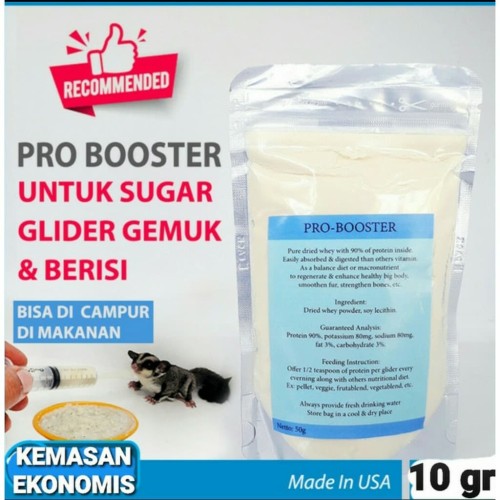 RECOMMENDED
PRO BOOSTER
UNTUK SUGAR
GLIDER GEMUK
& BERISI
BISA DI CAMPUR
DI MAKANAN
PRO-BOOSTER
Pure dried whey with 90% of protein inside.
Easily absorbed & digested than others vitamin.
As a balance diet or macronutrient
to regenerate & enhance healthy big body,
smoothen fur, strengthen bones, etc.
Ingredient:
Dried whey powder, soy lecithin.
Guaranteed Analysis:
Protein 90%, potassium 80mg, sodium 80mg,
fat 3%, carbohydrate 3%.
Feeding Instruction:
Offer 1/2 teaspoon of protein per glider every
everning along with others nutritional diet.
Ex: pellet, veggie, frutablend, vegetablend, etc.
Always provide fresh drinking water
Store bag in a cool & dry place
Netto: 50g
KEMASAN
EKONOMIS
Made In USA
10 gr